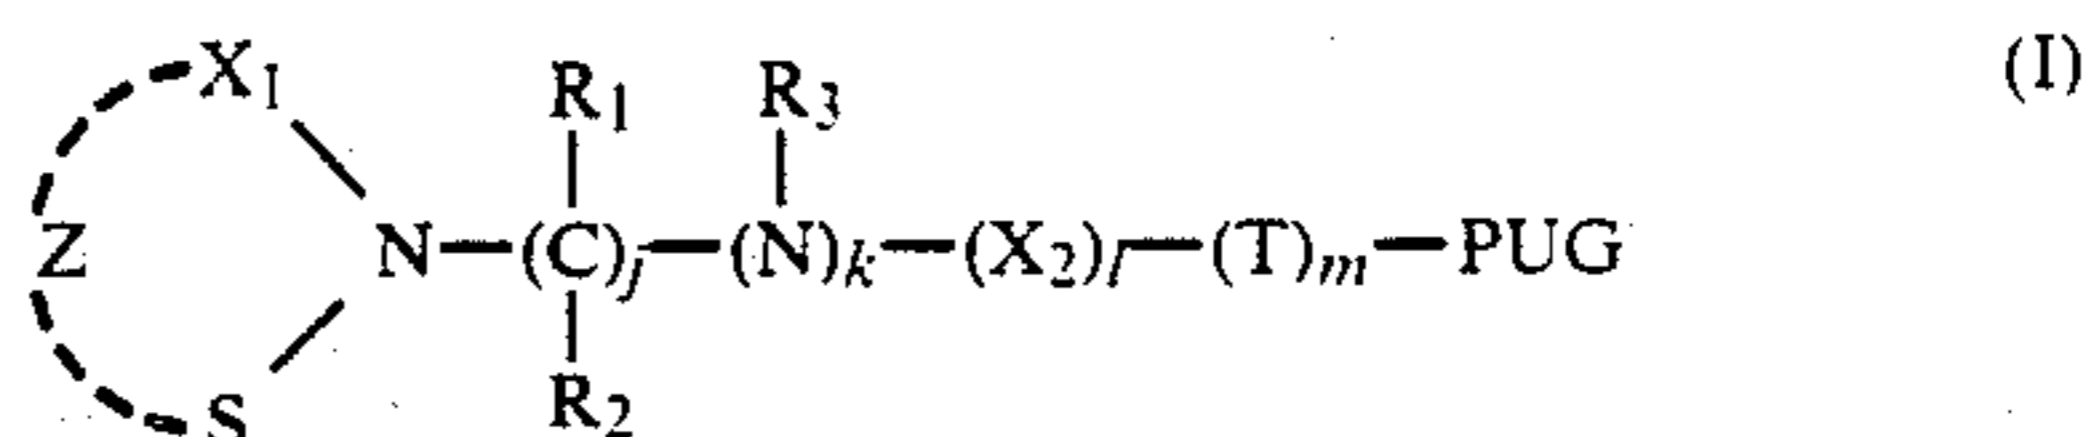 X1 R1 R3 (I)
Z N—(C)j—(N)k—(X2)l—(T)m—PUG
S R2